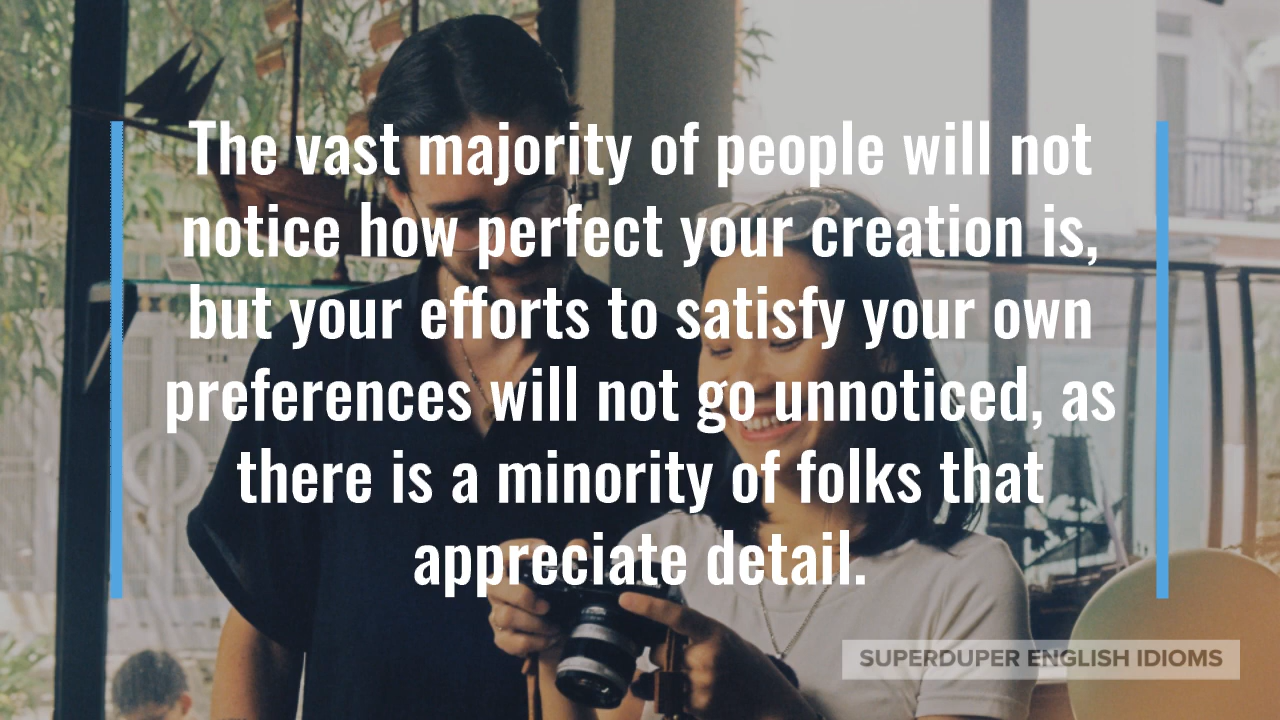 The vast majority of people will not
notice how perfect your creation is,
but your efforts to satisfy your own
preferences will not go unnoticed, as
there is a minority of folks that
appreciate detail.
SUPERDUPER ENGLISH IDIOMS